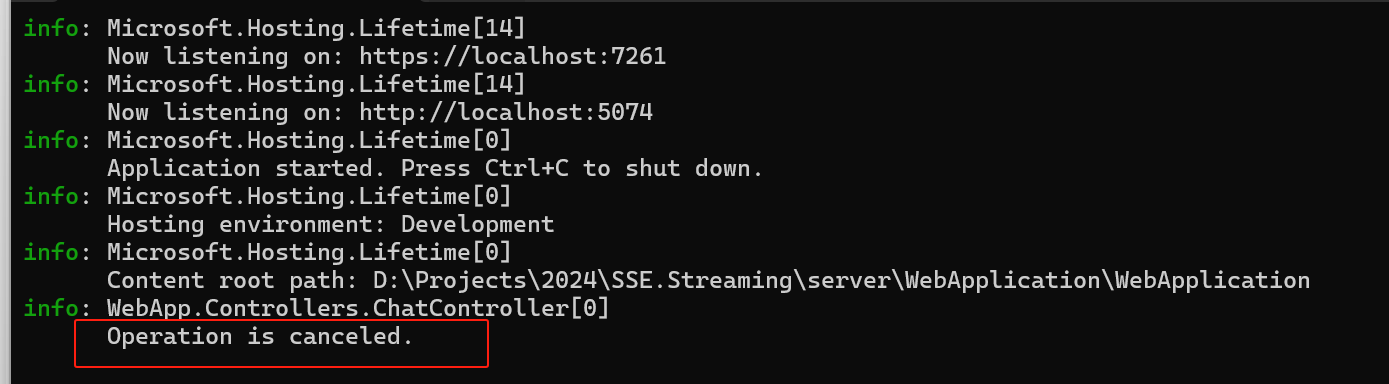 info: Microsoft.Hosting.Lifetime[14]
Now listening on: https://localhost:7261
info: Microsoft.Hosting.Lifetime[14]
Now listening on: http://localhost:5074
info: Microsoft.Hosting.Lifetime[0]
Application started. Press Ctrl+C to shut down.
info: Microsoft.Hosting.Lifetime[0]
Hosting environment: Development
info: Microsoft.Hosting.Lifetime[0]
Content root path: D:\Projects\2024\SSE.Streaming\server\WebApplication\WebApplication
info: WebApp.Controllers.ChatController[0]
Operation is canceled.